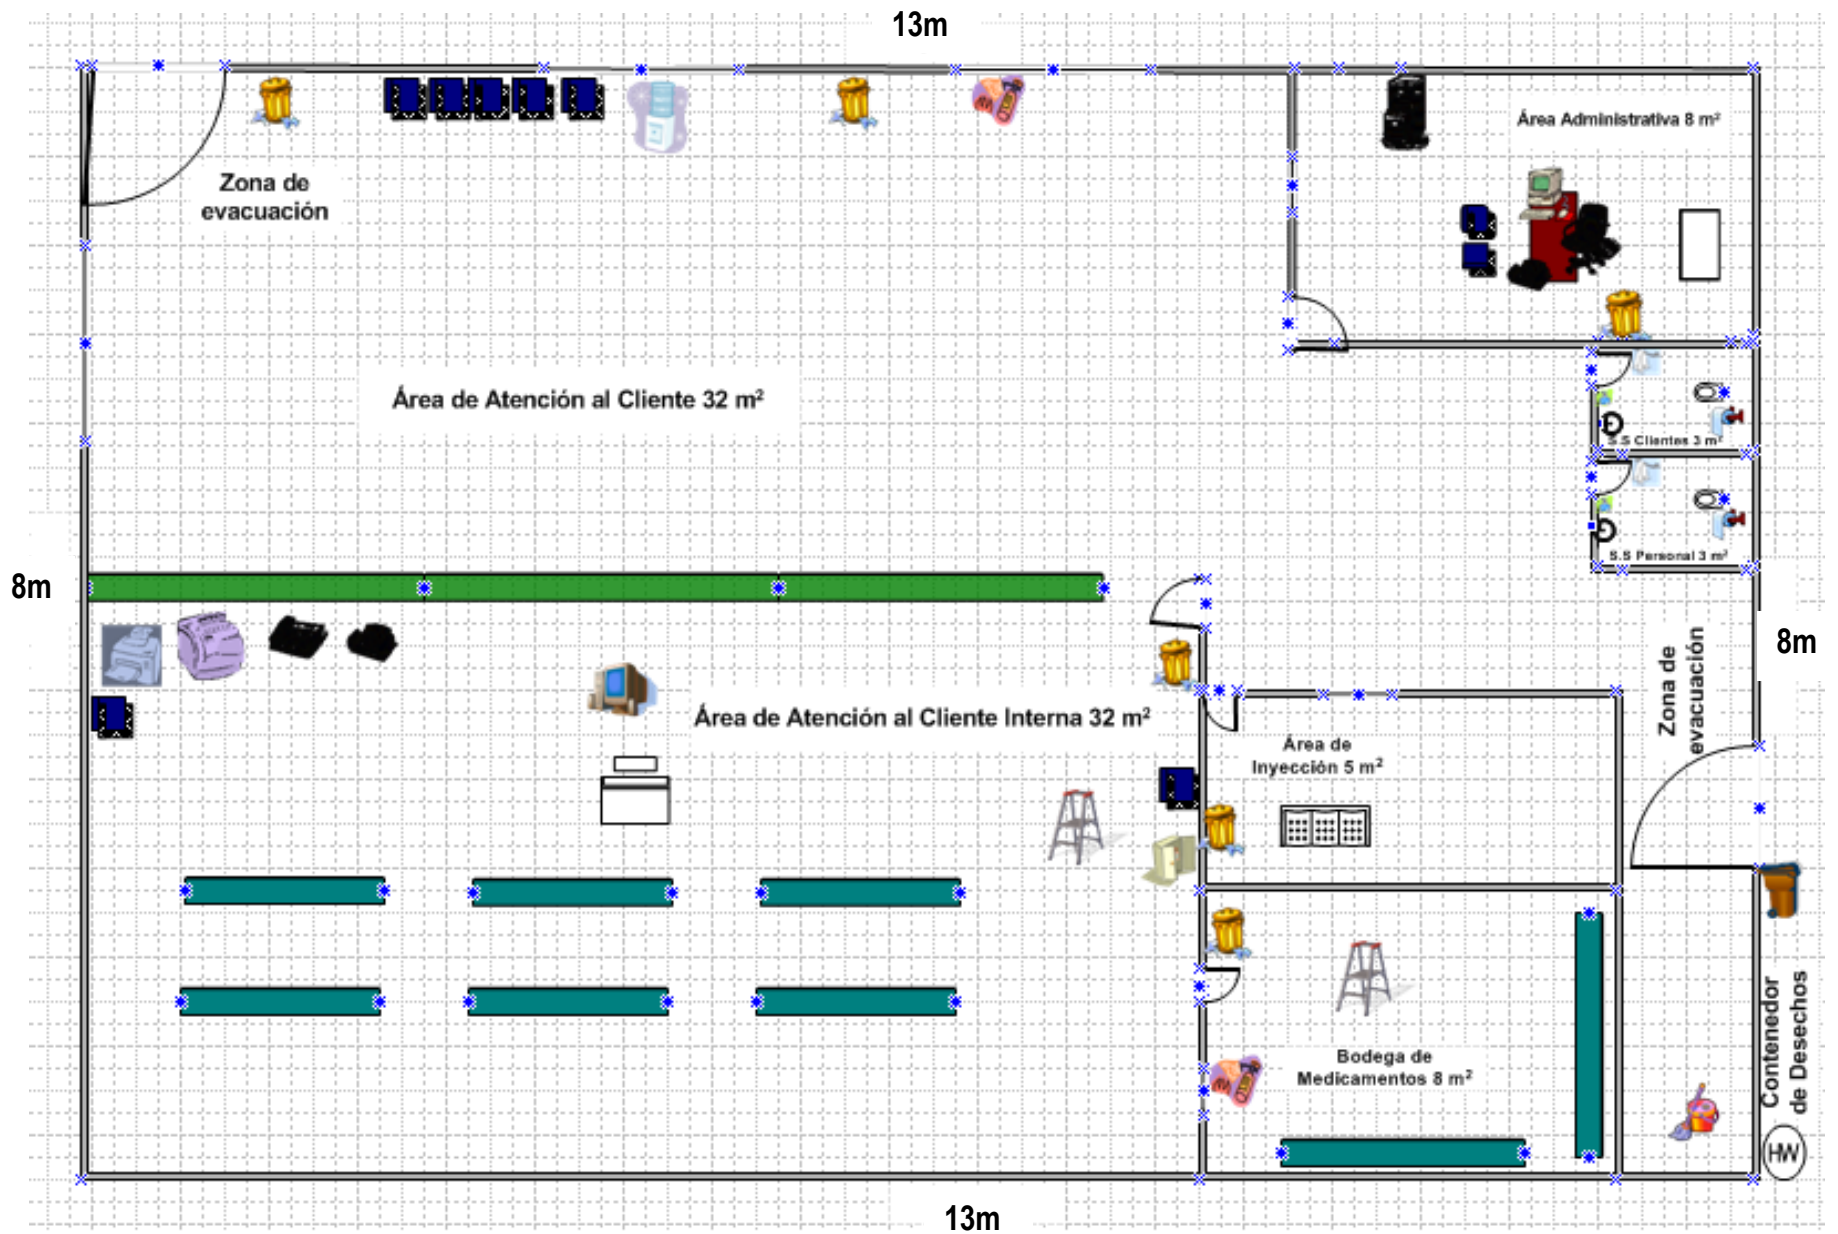 13m
Área Administrativa 8 m²
Zona de
evacuación
Área de Atención al Cliente 32 m²
S.S Clientes 3 m²
S.S Personal 3 m²
8m
8m
Zona de
evacuación
Área de Atención al Cliente Interna 32 m²
Área de
Inyección 5 m²
Bodega de
Medicamentos 8 m²
Contenedor
de Desechos
HW
13m